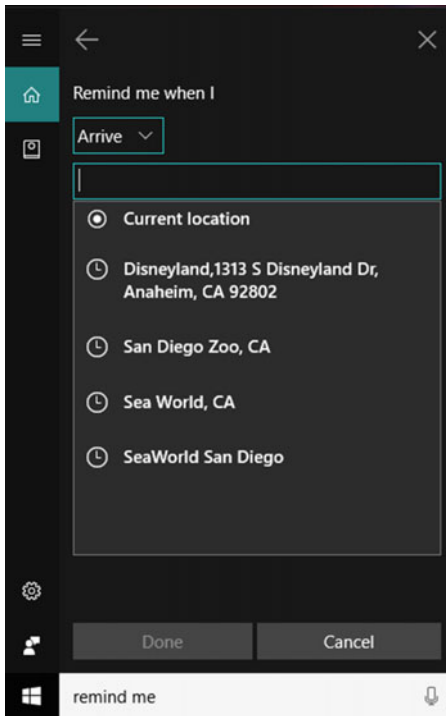 Remind me when I
Arrive
Current location
Disneyland,1313 S Disneyland Dr,
Anaheim, CA 92802
San Diego Zoo, CA
Sea World, CA
SeaWorld San Diego
Done
Cancel
remind me